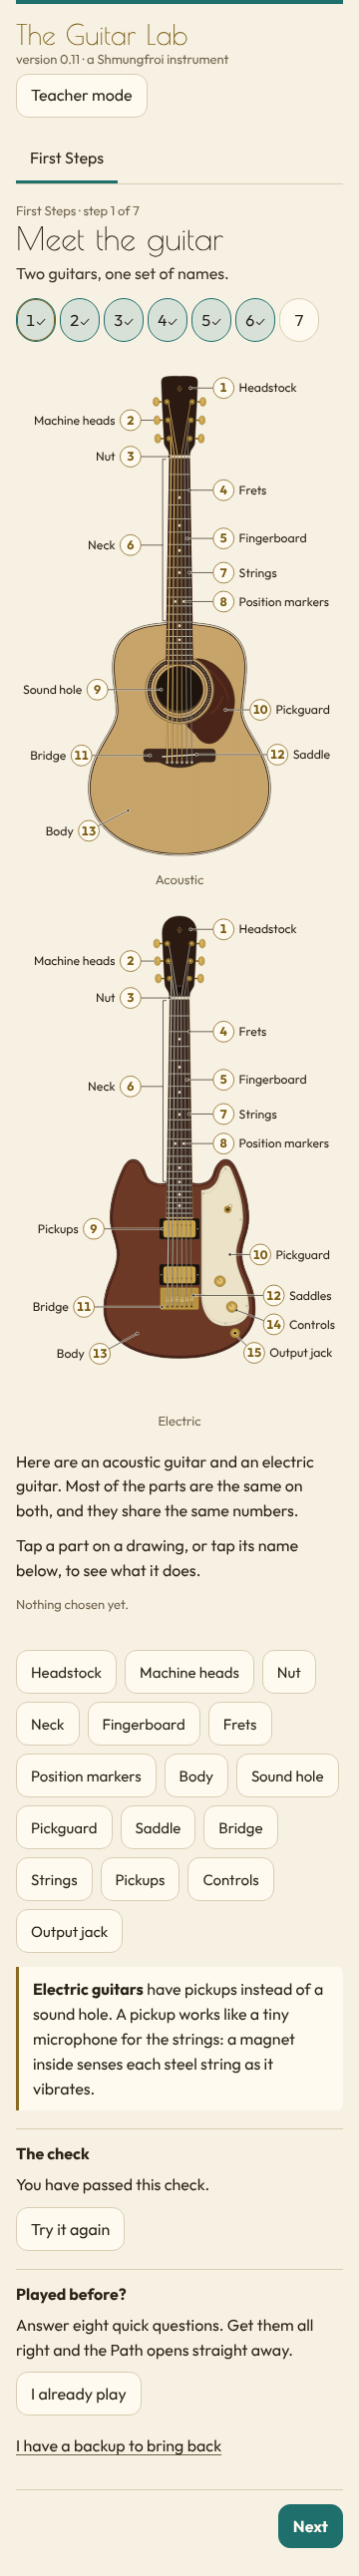 The Guitar Lab
version 0.11 · a Shmungfroi instrument
Teacher mode
First Steps
First Steps · step 1 of 7
Meet the guitar
Two guitars, one set of names.
1✓ 2✓ 3✓ 4✓ 5✓ 6✓ 7
1 Headstock
Machine heads 2
Nut 3
4 Frets
5 Fingerboard
Neck 6
7 Strings
8 Position markers
Sound hole 9
10 Pickguard
Bridge 11
12 Saddle
Body 13
Acoustic
1 Headstock
Machine heads 2
Nut 3
4 Frets
5 Fingerboard
Neck 6
7 Strings
8 Position markers
Pickups 9
10 Pickguard
12 Saddles
Bridge 11
14 Controls
Body 13
15 Output jack
Electric
Here are an acoustic guitar and an electric
guitar. Most of the parts are the same on
both, and they share the same numbers.
Tap a part on a drawing, or tap its name
below, to see what it does.
Nothing chosen yet.
Headstock Machine heads Nut
Neck Fingerboard Frets
Position markers Body Sound hole
Pickguard Saddle Bridge
Strings Pickups Controls
Output jack
Electric guitars have pickups instead of a
sound hole. A pickup works like a tiny
microphone for the strings: a magnet
inside senses each steel string as it
vibrates.
The check
You have passed this check.
Try it again
Played before?
Answer eight quick questions. Get them all
right and the Path opens straight away.
I already play
I have a backup to bring back
Next